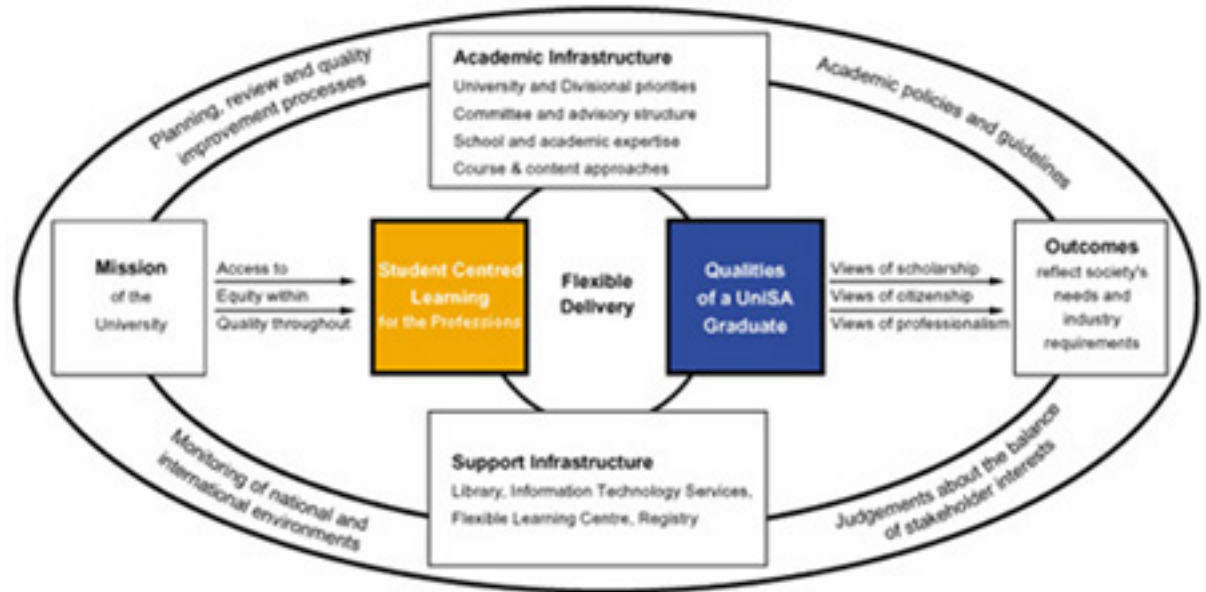 Planning, review and quality
improvement processes
Academic Infrastructure
University and Divisional priorities
Committee and advisory structure
School and academic expertise
Course & content approaches
Academic policies and guidelines
Mission
of the
University
Access to
Equity within
Quality throughout
Student Centred
Learning
for the Professions
Flexible
Delivery
Qualities
of a UniSA
Graduate
Views of scholarship
Views of citizenship
Views of professionalism
Outcomes
reflect society's
needs and
industry
requirements
Monitoring of national and
international environments
Support Infrastructure
Library, Information Technology Services,
Flexible Learning Centre, Registry
Judgements about the balance
of stakeholder interests